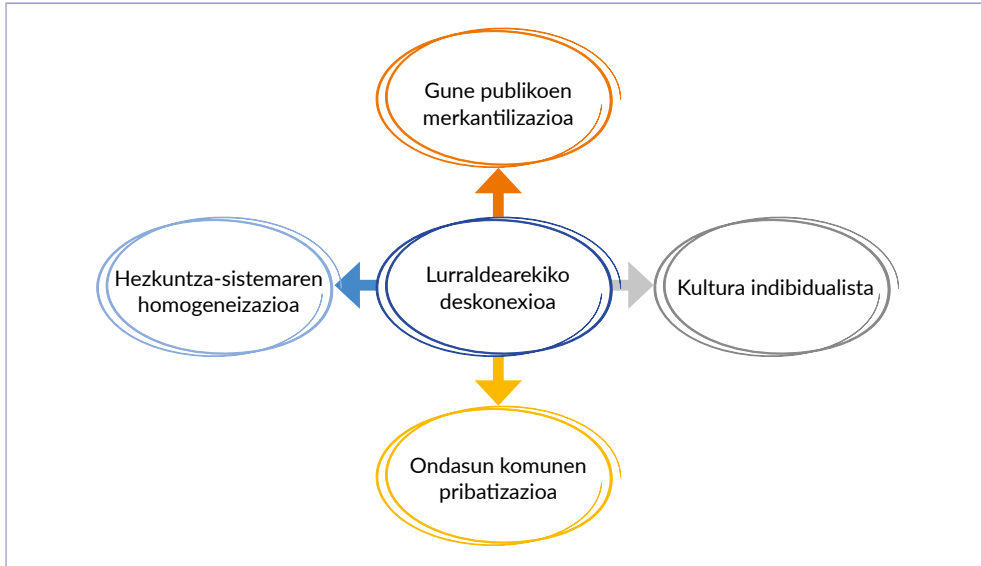 Gune publikoen
merkantilizazioa
Hezkuntza-sistemaren
homogeneizazioa
Lurraldearekiko
deskonexioa
Kultura indibidualista
Ondasun komunen
pribatizazioa